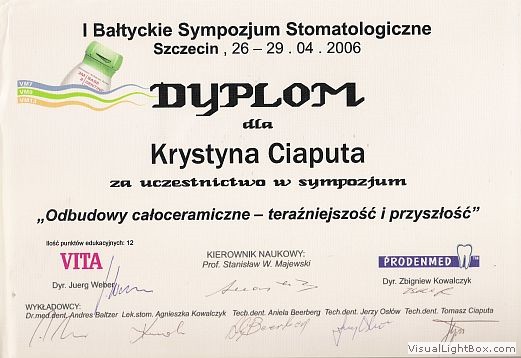 I Bałtyckie Sympozjum Stomatologiczne
Szczecin , 26 – 29 . 04 . 2006
VM7
VM9
VM13
DYPLOM
dla
Krystyna Ciaputa
za uczestnictwo w sympozjum
„Odbudowy całoceramiczne – teraźniejszość i przyszłość”
Ilość punktów edukacyjnych: 12
VITA
Dyr. Juerg Weber
KIEROWNIK NAUKOWY:
Prof. Stanisław W. Majewski
PRODENMED
Dyr. Zbigniew Kowalczyk
WYKŁADOWCY:
Dr.med.dent. Andres Baltzer Lek.stom. Agnieszka Kowalczyk Tech.dent. Aniela Beerberg Tech.dent. Jerzy Osłów Tech.dent. Tomasz Ciaputa
VisualLightBox.com